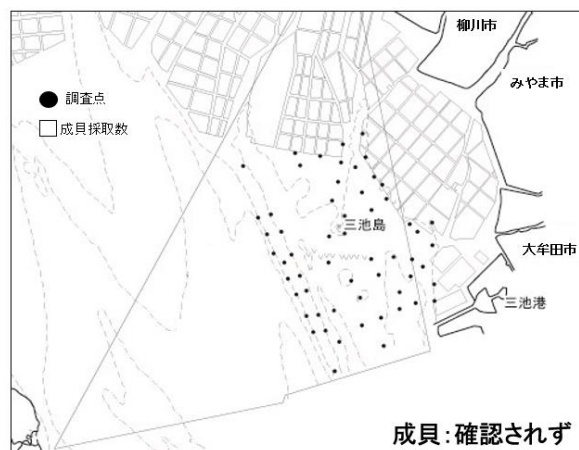 柳川市
みやま市
調査点
成貝採取数
三池島
大牟田市
三池港
成貝：確認されず